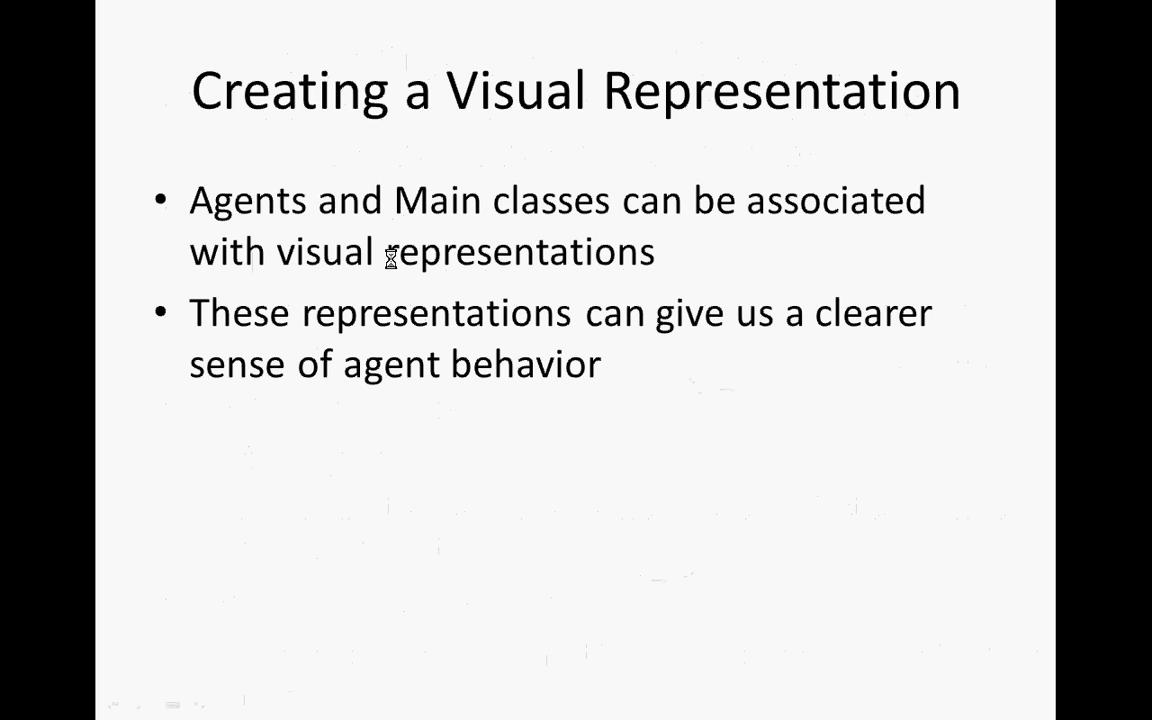 Creating a Visual Representation
• Agents and Main classes can be associated
with visual representations
• These representations can give us a clearer
sense of agent behavior